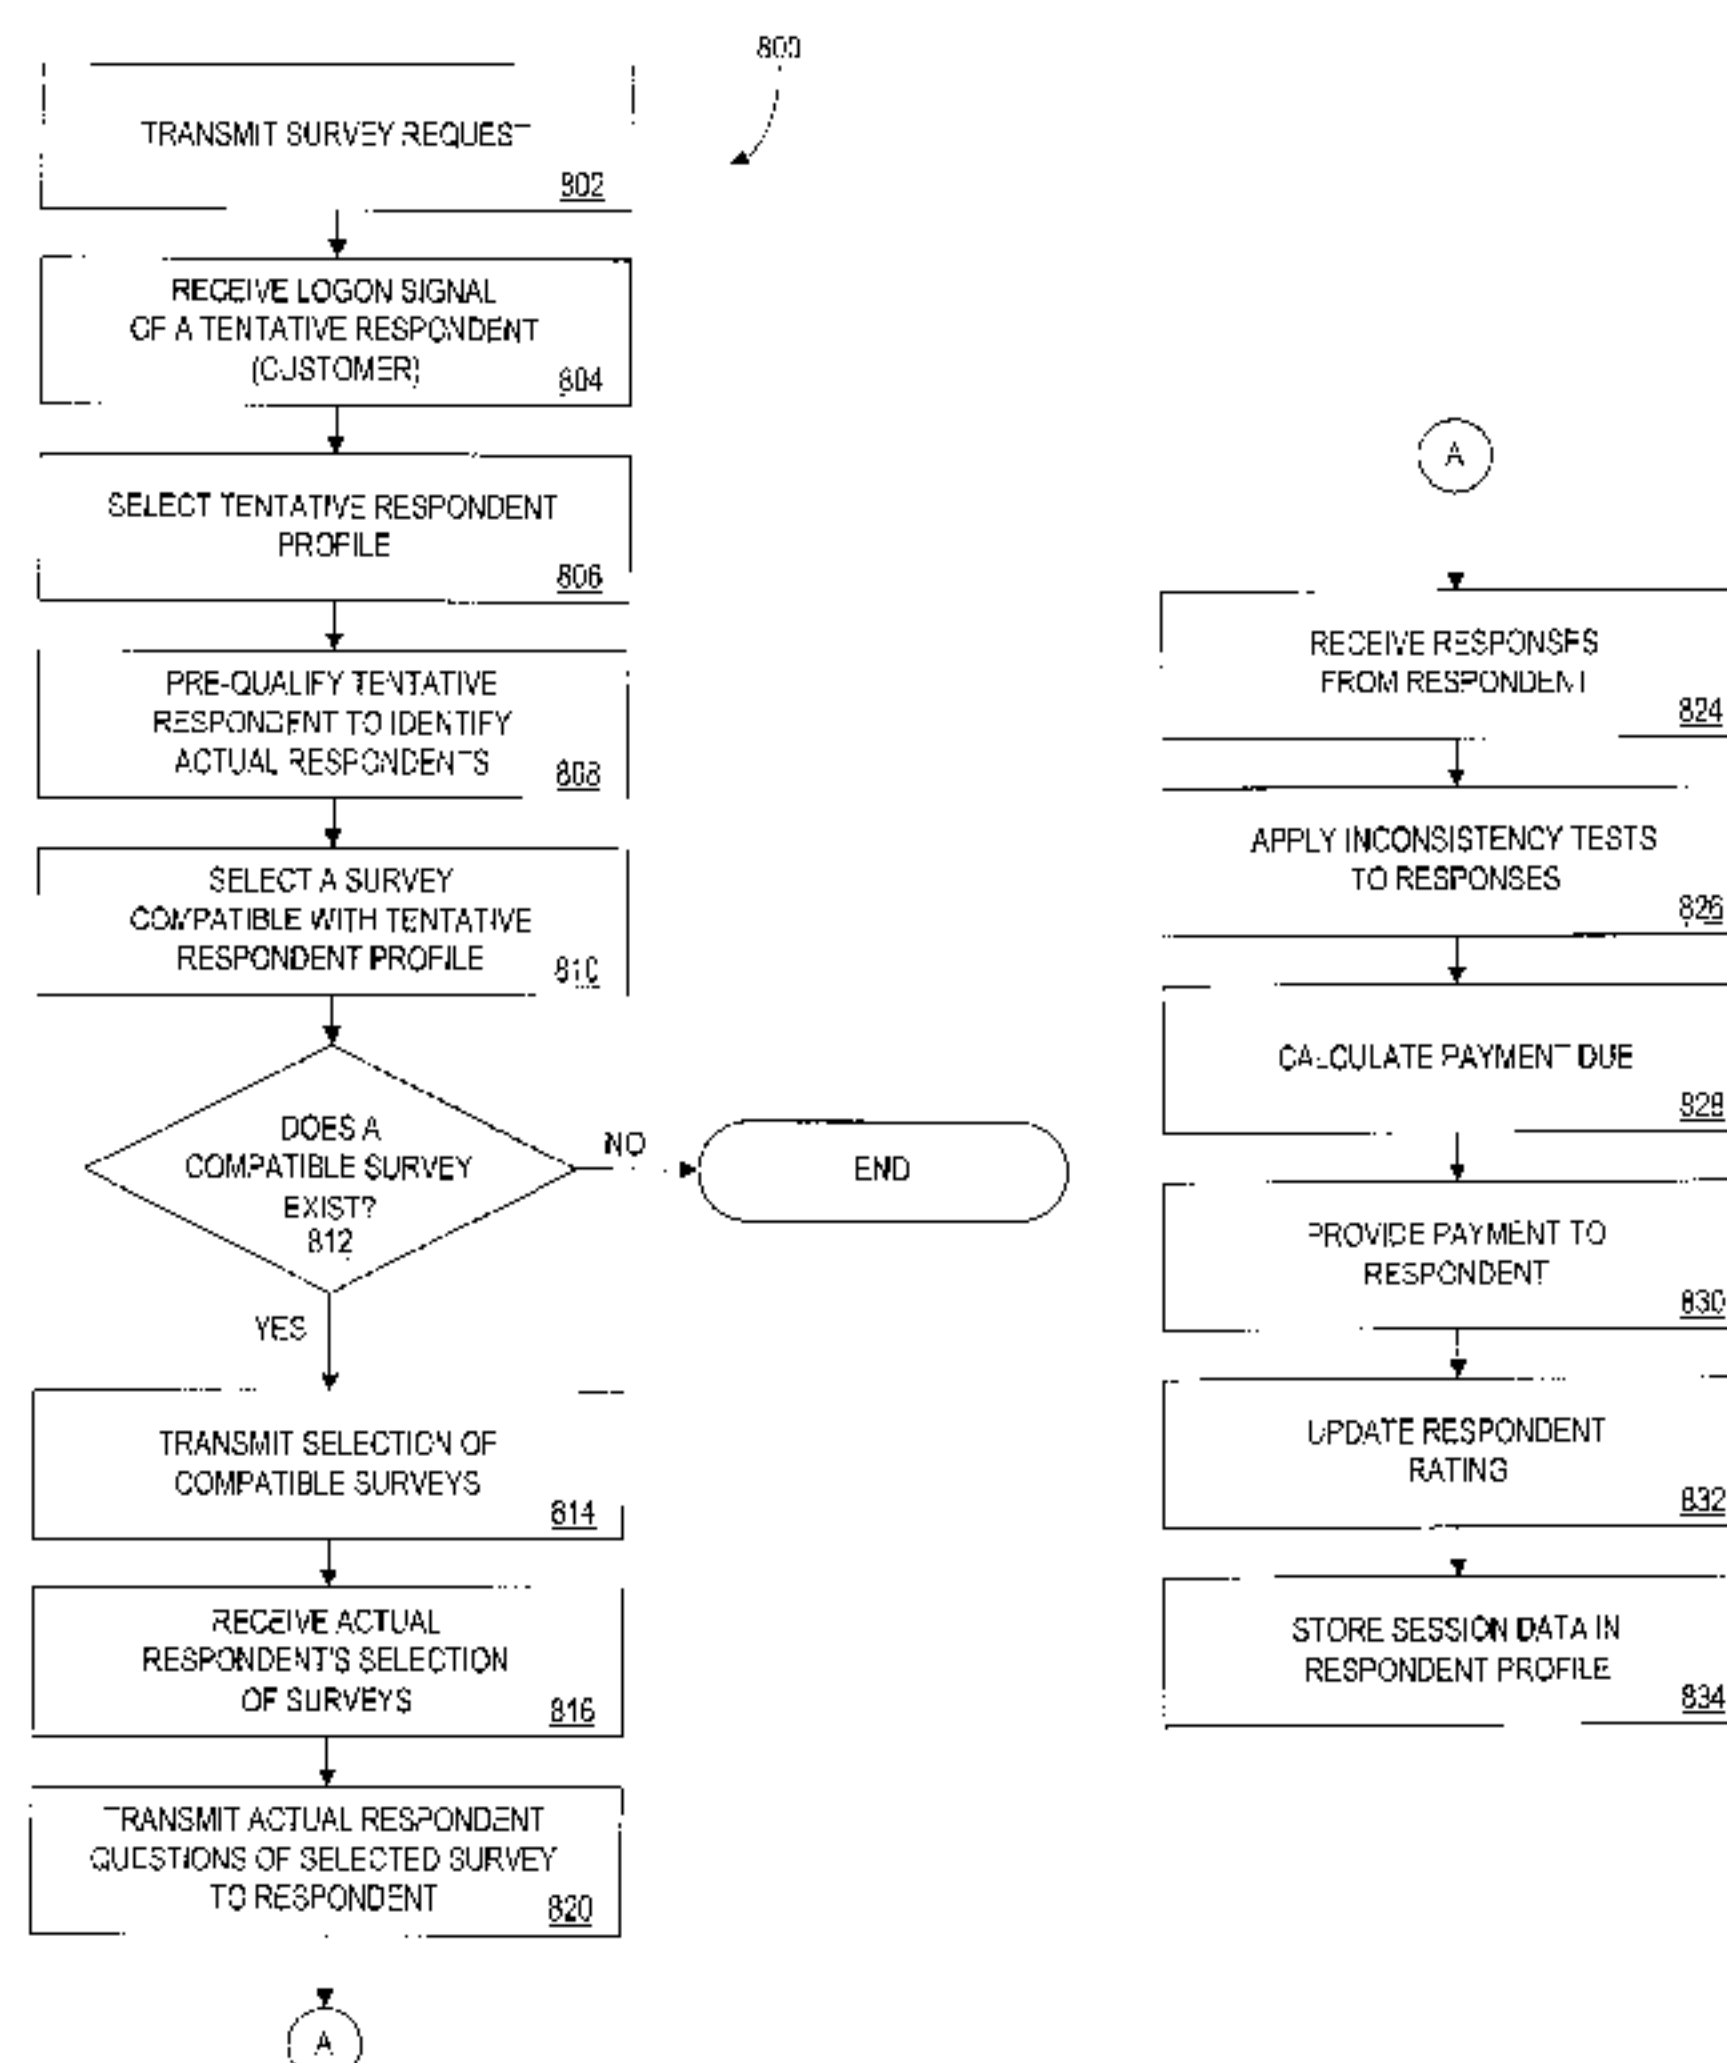 800
TRANSMIT SURVEY REQUEST
802
RECEIVE LOGON SIGNAL
OF A TENTATIVE RESPONDENT
(CUSTOMER)
804
SELECT TENTATIVE RESPONDENT
PROFILE
806
PRE-QUALIFY TENTATIVE
RESPONDENT TO IDENTIFY
ACTUAL RESPONDENTS
808
SELECT A SURVEY
COMPATIBLE WITH TENTATIVE
RESPONDENT PROFILE
810
DOES A
COMPATIBLE SURVEY
EXIST?
812
NO
END
YES
TRANSMIT SELECTION OF
COMPATIBLE SURVEYS
814
RECEIVE ACTUAL
RESPONDENT'S SELECTION
OF SURVEYS
816
TRANSMIT ACTUAL RESPONDENT
QUESTIONS OF SELECTED SURVEY
TO RESPONDENT
820
A
A
RECEIVE RESPONSES
FROM RESPONDENT
824
APPLY INCONSISTENCY TESTS
TO RESPONSES
826
CALCULATE PAYMENT DUE
828
PROVIDE PAYMENT TO
RESPONDENT
830
UPDATE RESPONDENT
RATING
832
STORE SESSION DATA IN
RESPONDENT PROFILE
834